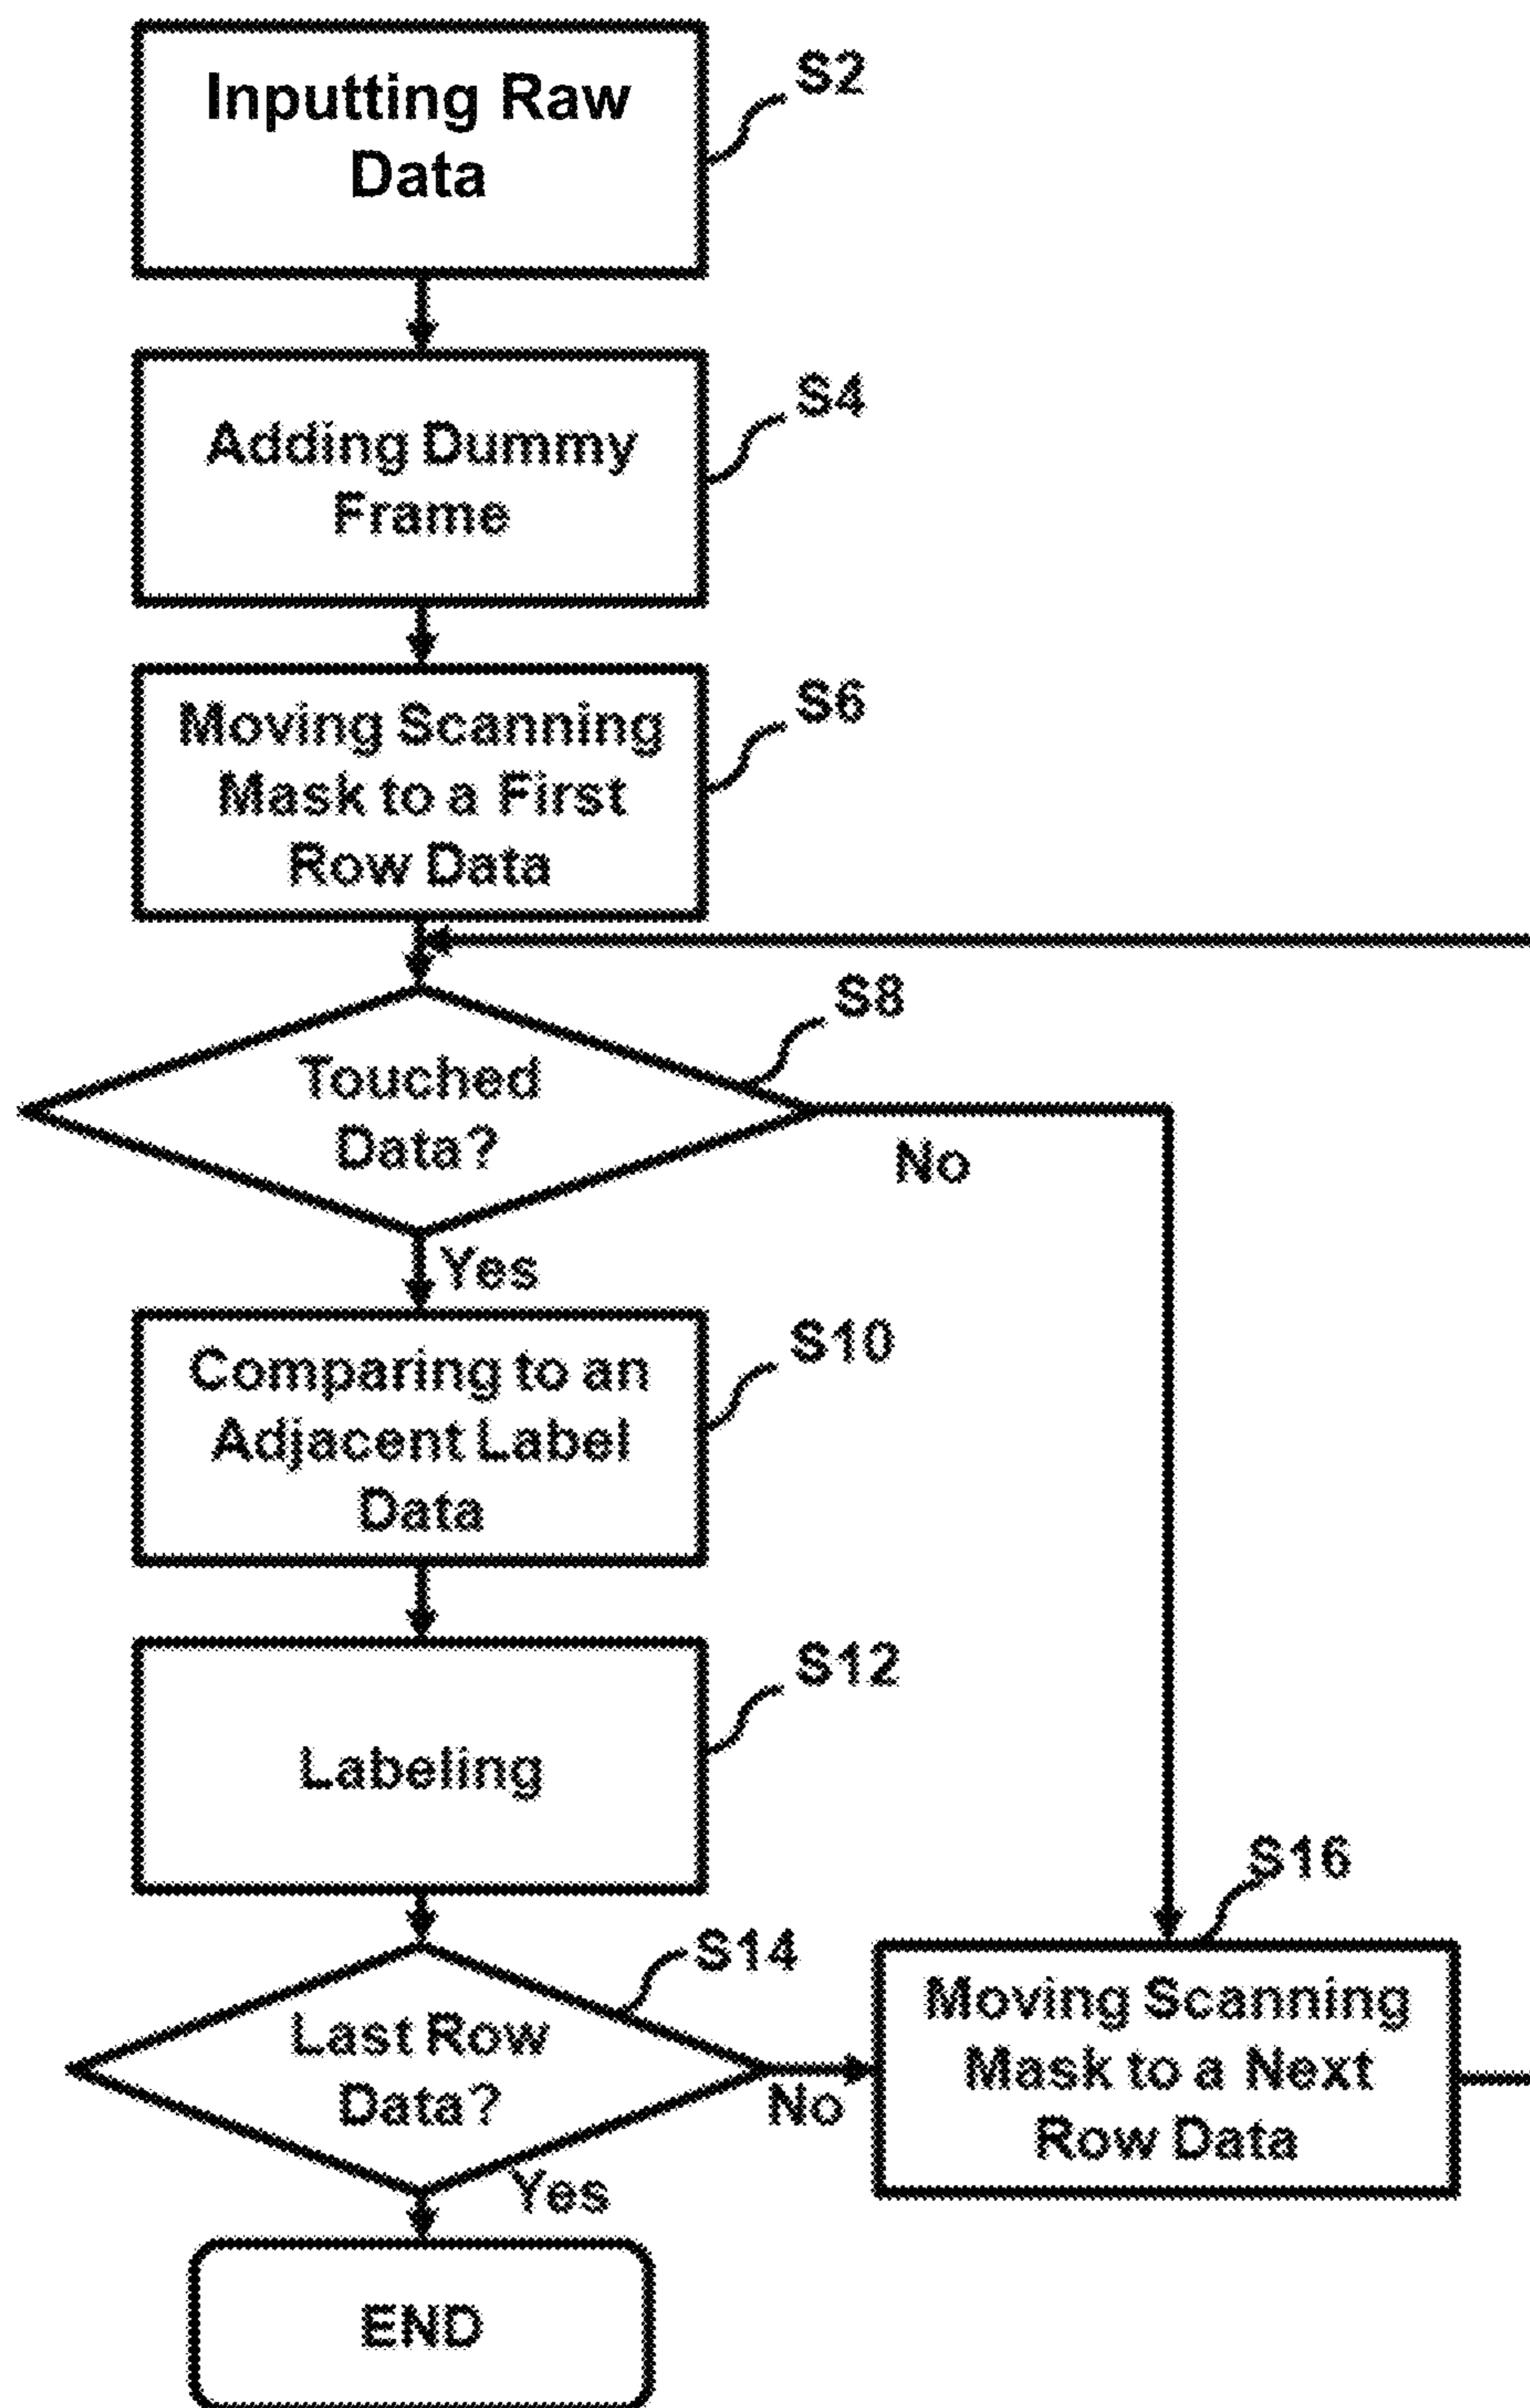 Inputting Raw
Data
S2
Adding Dummy
Frame
S4
Moving Scanning
Mask to a First
Row Data
S6
Touched
Data?
S8
No
Yes
Comparing to an
Adjacent Label
Data
S10
Labeling
S12
Last Row
Data?
S14
No
Yes
Moving Scanning
Mask to a Next
Row Data
S16
END